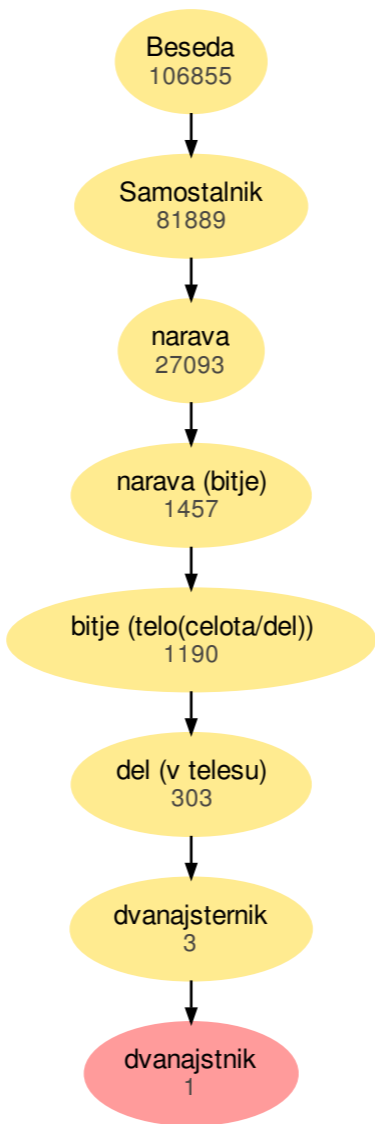 Beseda
106855
Samostalnik
81889
narava
27093
narava (bitje)
1457
bitje (telo(celota/del))
1190
del (v telesu)
303
dvanajsternik
3
dvanajstnik
1